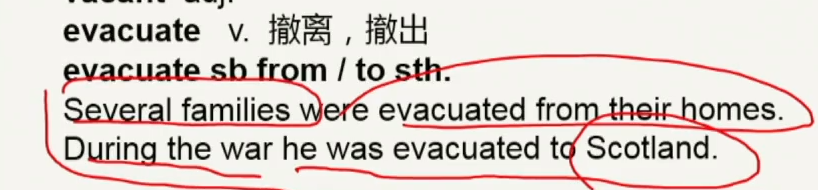 evacuate v. 撤离，撤出
evacuate sb from / to sth.
Several families were evacuated from their homes.
During the war he was evacuated to Scotland.